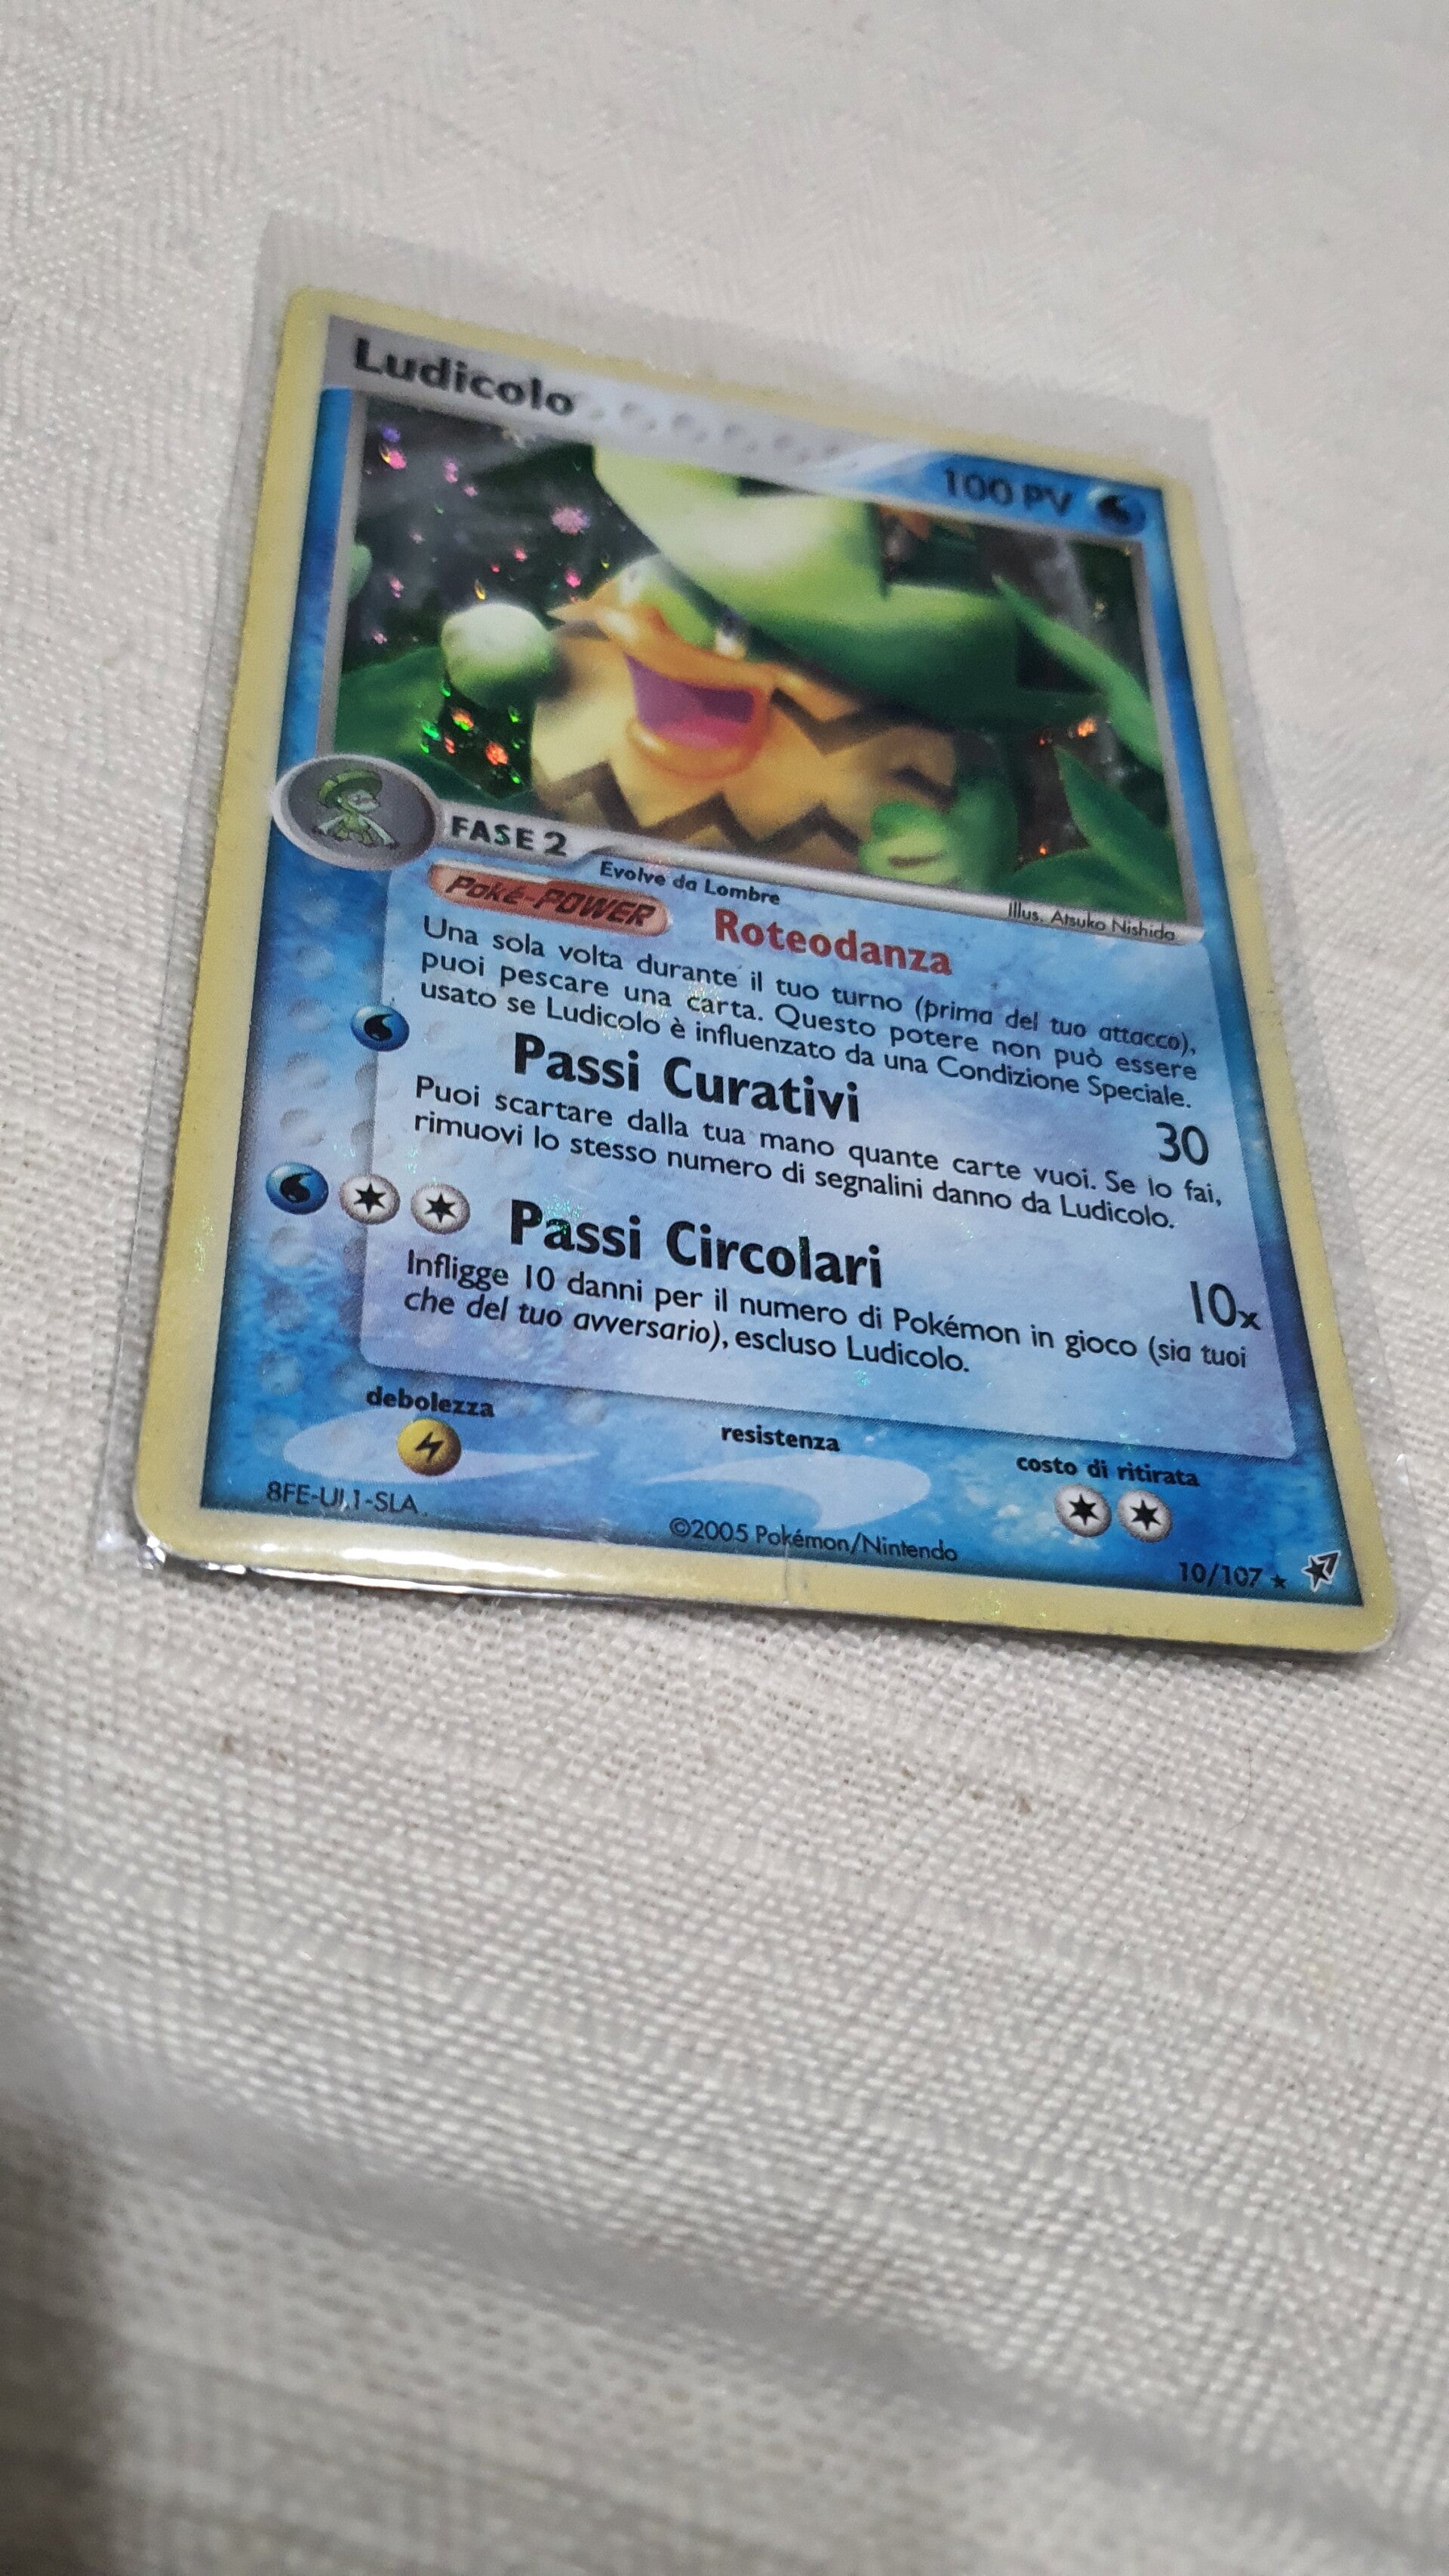 Ludicolo
100 PV
FASE 2
Evolve da Lombre
Illus. Atsuko Nishida
Poké-POWER Roteodanza
Una sola volta durante il tuo turno (prima del tuo attacco),
puoi pescare una carta. Questo potere non può essere
usato se Ludicolo è influenzato da una Condizione Speciale.
Passi Curativi 30
Puoi scartare dalla tua mano quante carte vuoi. Se lo fai,
rimuovi lo stesso numero di segnalini danno da Ludicolo.
Passi Circolari 10x
Infligge 10 danni per il numero di Pokémon in gioco (sia tuoi
che del tuo avversario), escluso Ludicolo.
debolezza
resistenza
costo di ritirata
8FE-UL1-SLA
©2005 Pokémon/Nintendo
10/107 ★